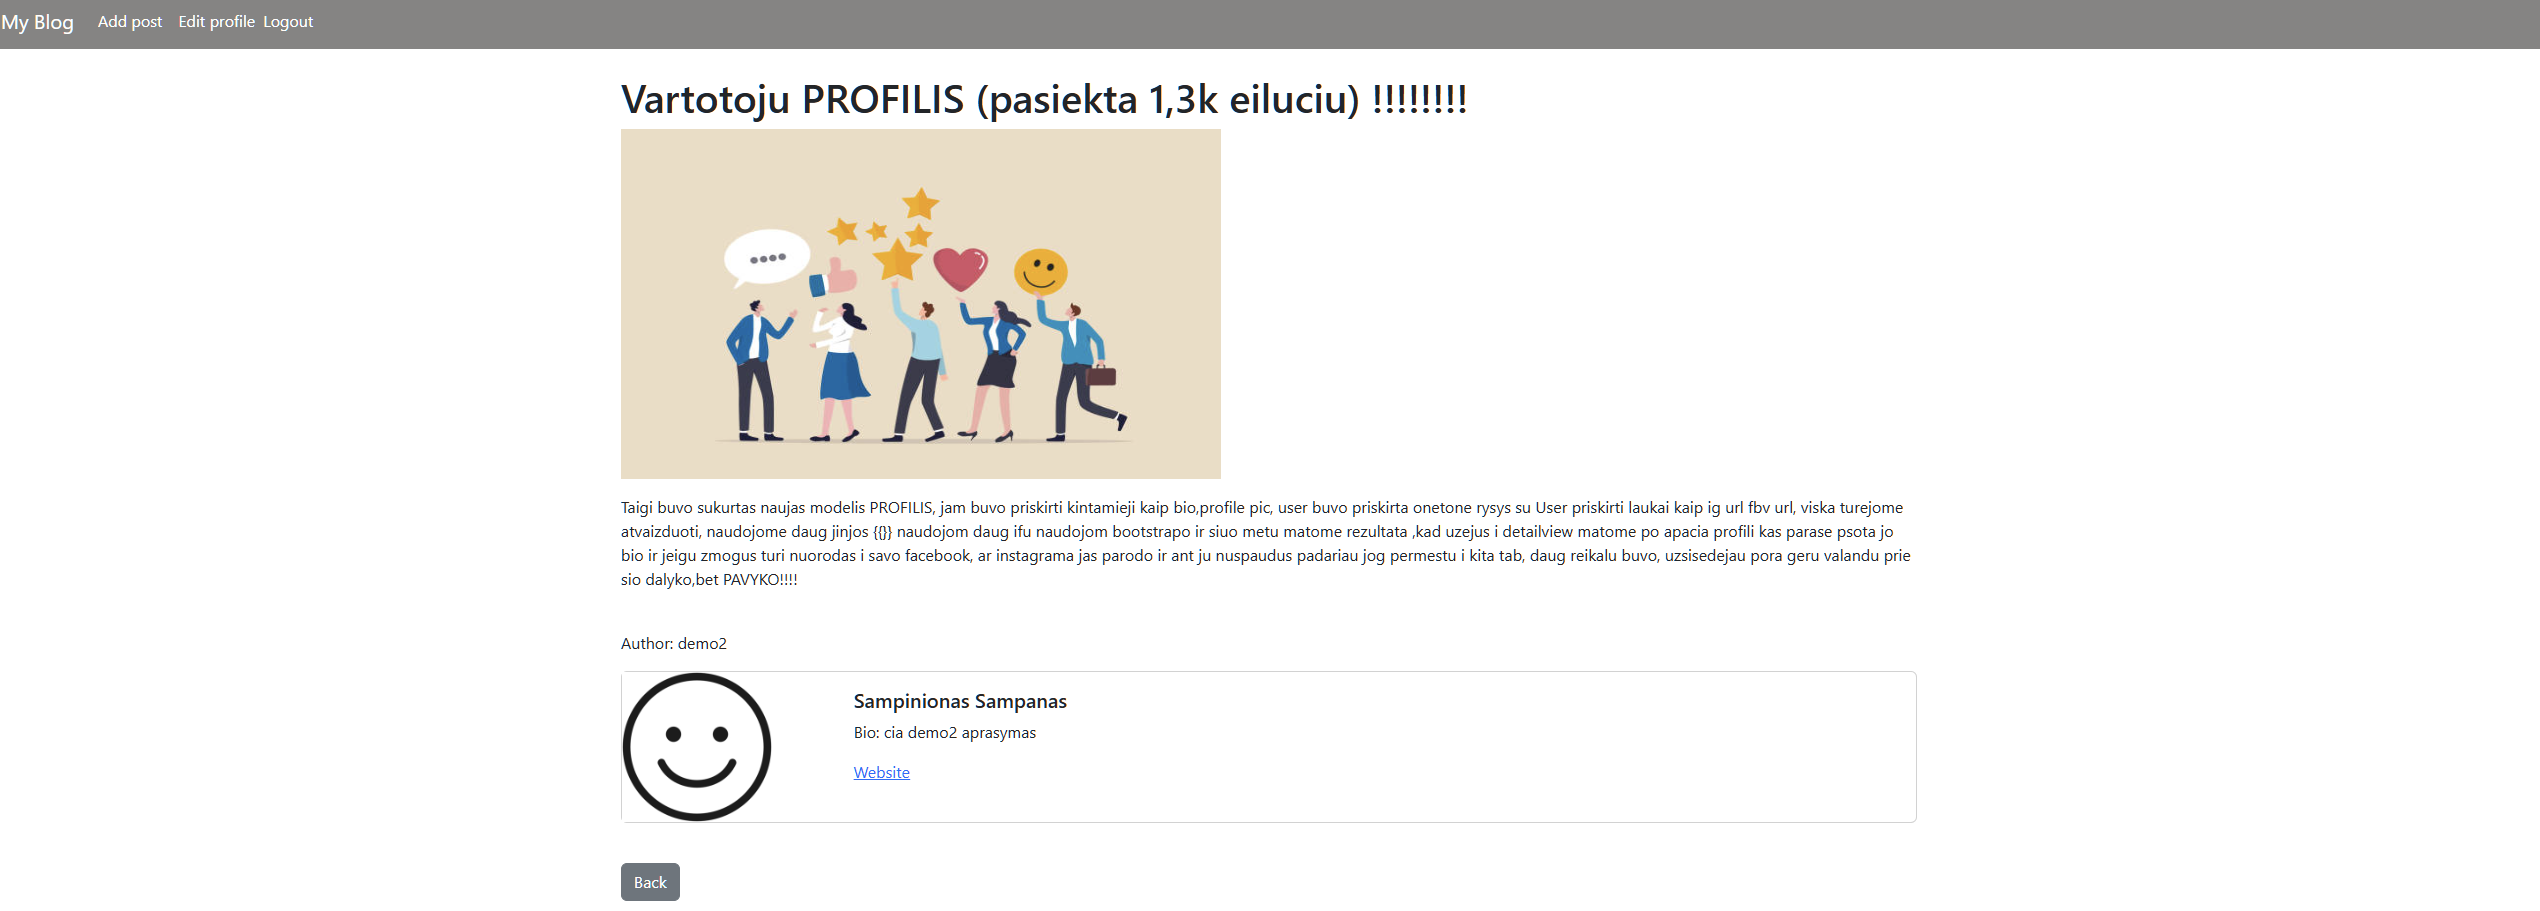 My Blog Add post Edit profile Logout
Vartotoju PROFILIS (pasiekta 1,3k eiluciu) !!!!!!!!
Taigi buvo sukurtas naujas modelis PROFILIS, jam buvo priskirti kintamieji kaip bio,profile pic, user buvo priskirta onetone rysys su User priskirti laukai kaip ig url fbv url, viska turejome
atvaizduoti, naudojome daug jinjos {{}} naudojom daug ifu naudojom bootstrapo ir siuo metu matome rezultata ,kad uzejus i detailview matome po apacia profili kas parase psota jo
bio ir jeigu zmogus turi nuorodas i savo facebook, ar instagrama jas parodo ir ant ju nuspaudus padariau jog permestu i kita tab, daug reikalu buvo, uzsisedejau pora geru valandu prie
sio dalyko,bet PAVYKO!!!!
Author: demo2
Sampinionas Sampanas
Bio: cia demo2 aprasymas
Website
Back